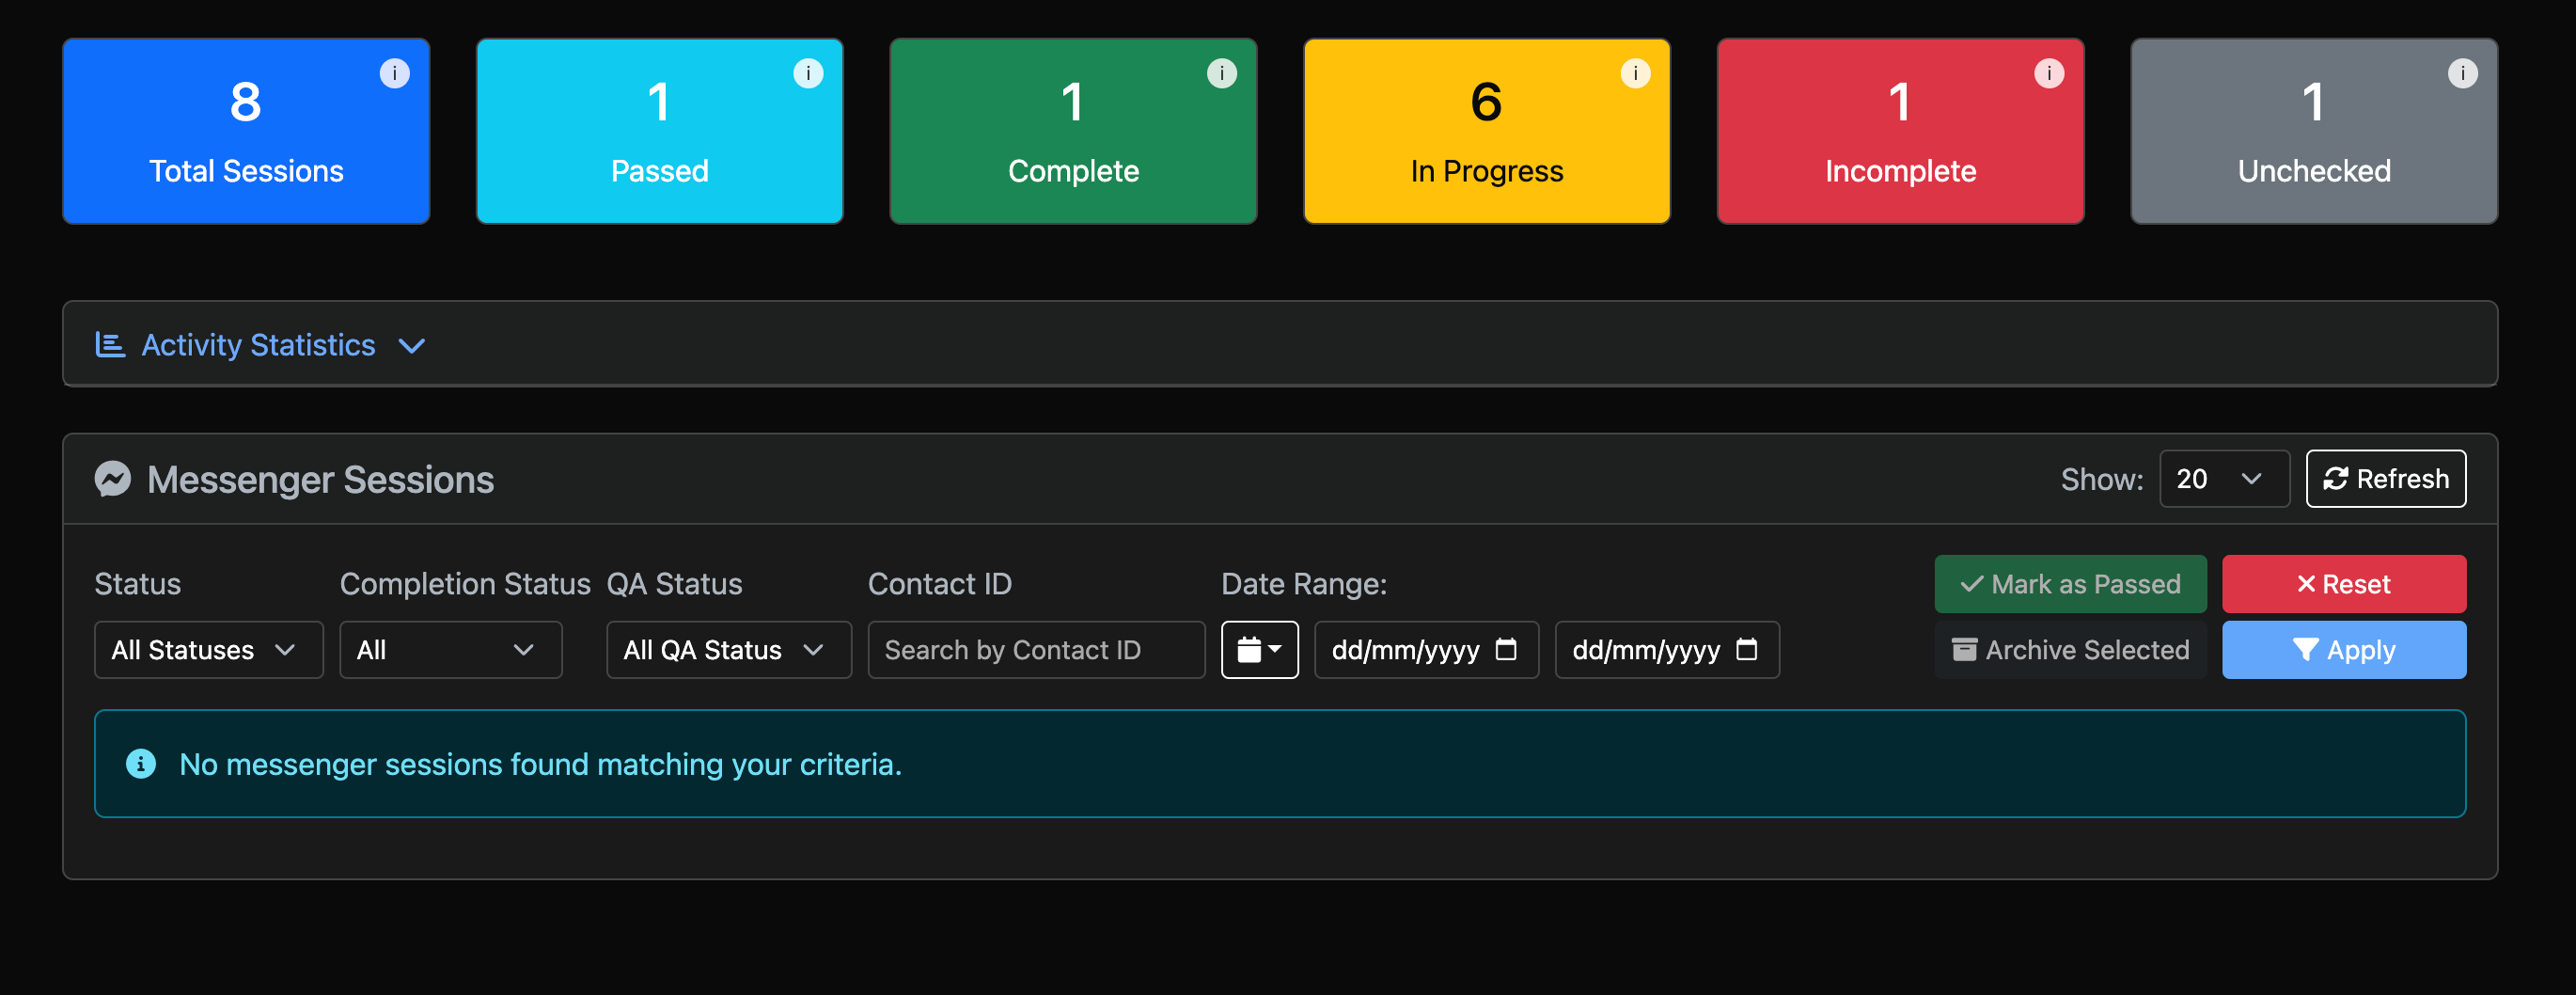 8
Total Sessions
i
1
Passed
i
1
Complete
i
6
In Progress
i
1
Incomplete
i
1
Unchecked
i
Activity Statistics
Messenger Sessions
Show: 20 Refresh
Status Completion Status QA Status Contact ID Date Range: Mark as Passed Reset
All Statuses All All QA Status Search by Contact ID dd/mm/yyyy dd/mm/yyyy Archive Selected Apply
No messenger sessions found matching your criteria.